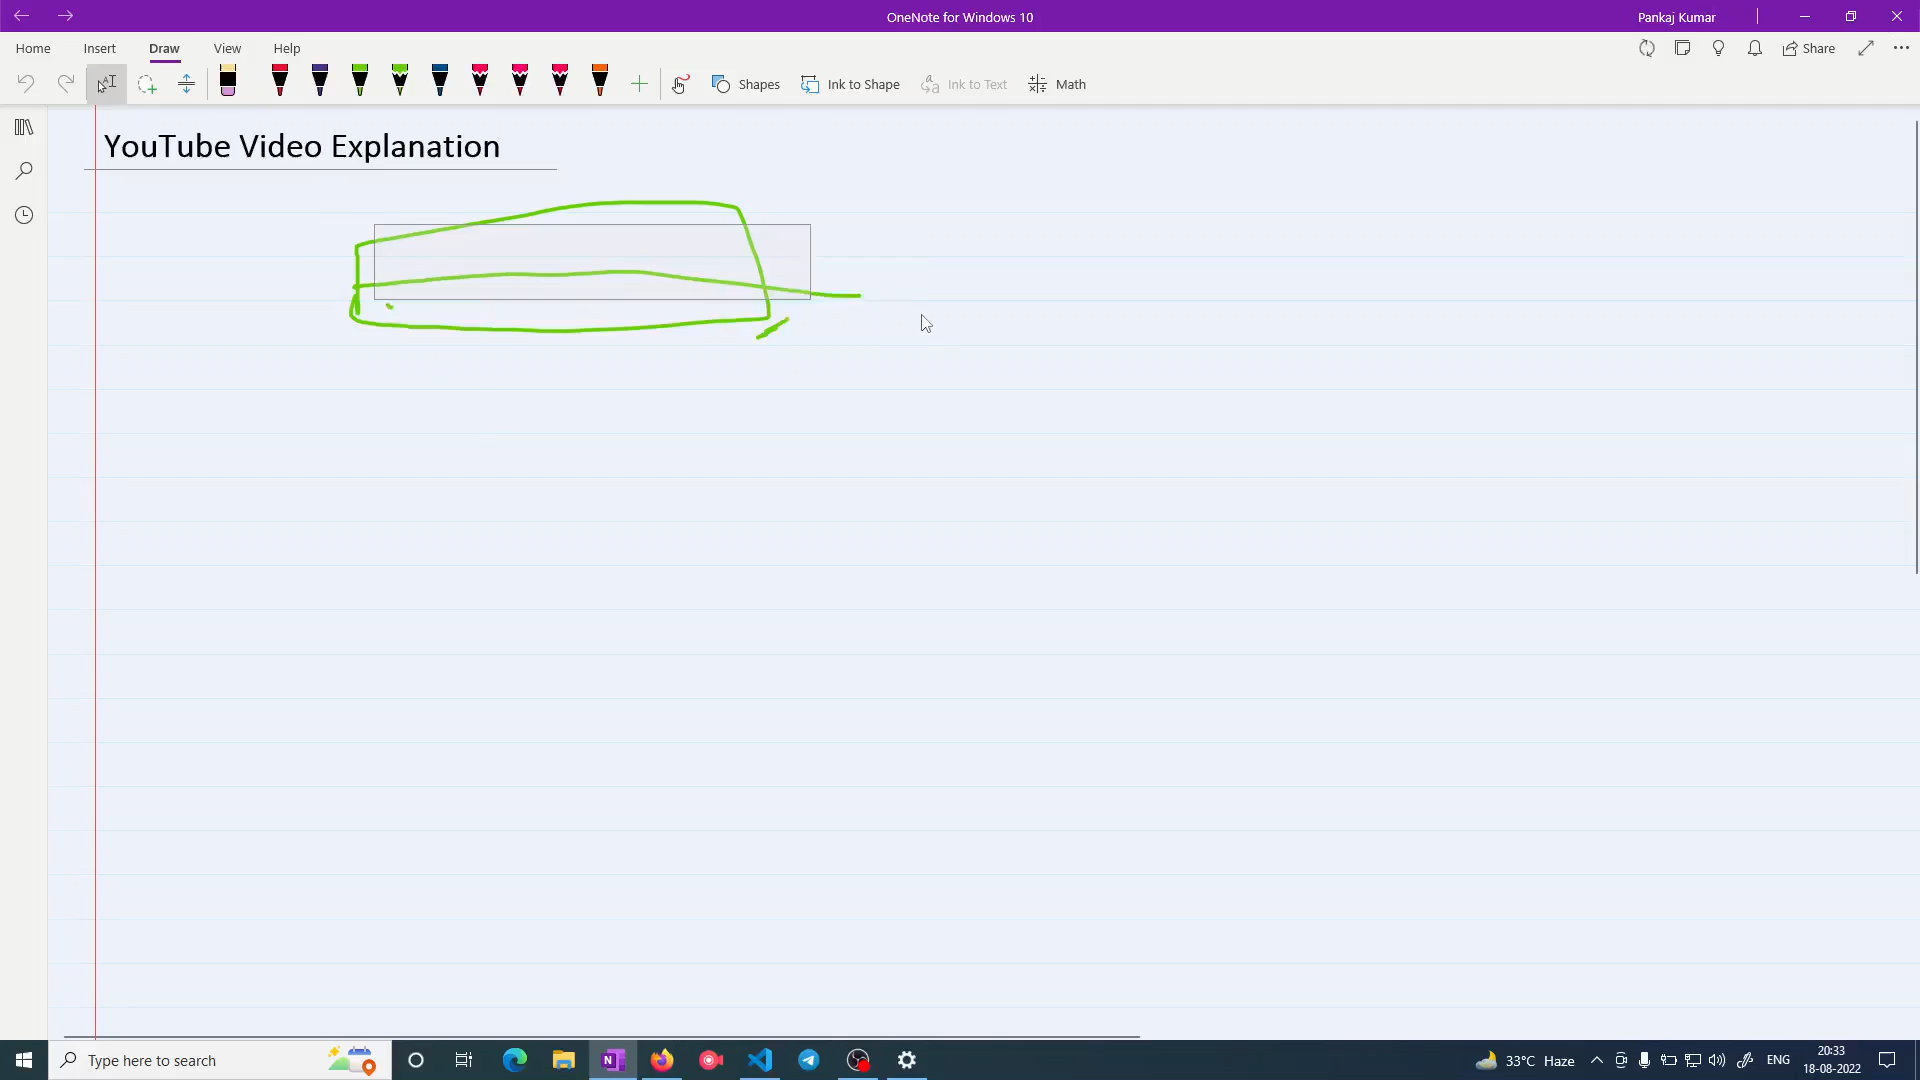 OneNote for Windows 10
Pankaj Kumar
Home Insert Draw View Help
Share
Shapes Ink to Shape Ink to Text Math
YouTube Video Explanation
Type here to search
33°C Haze
ENG
20:33
18-08-2022